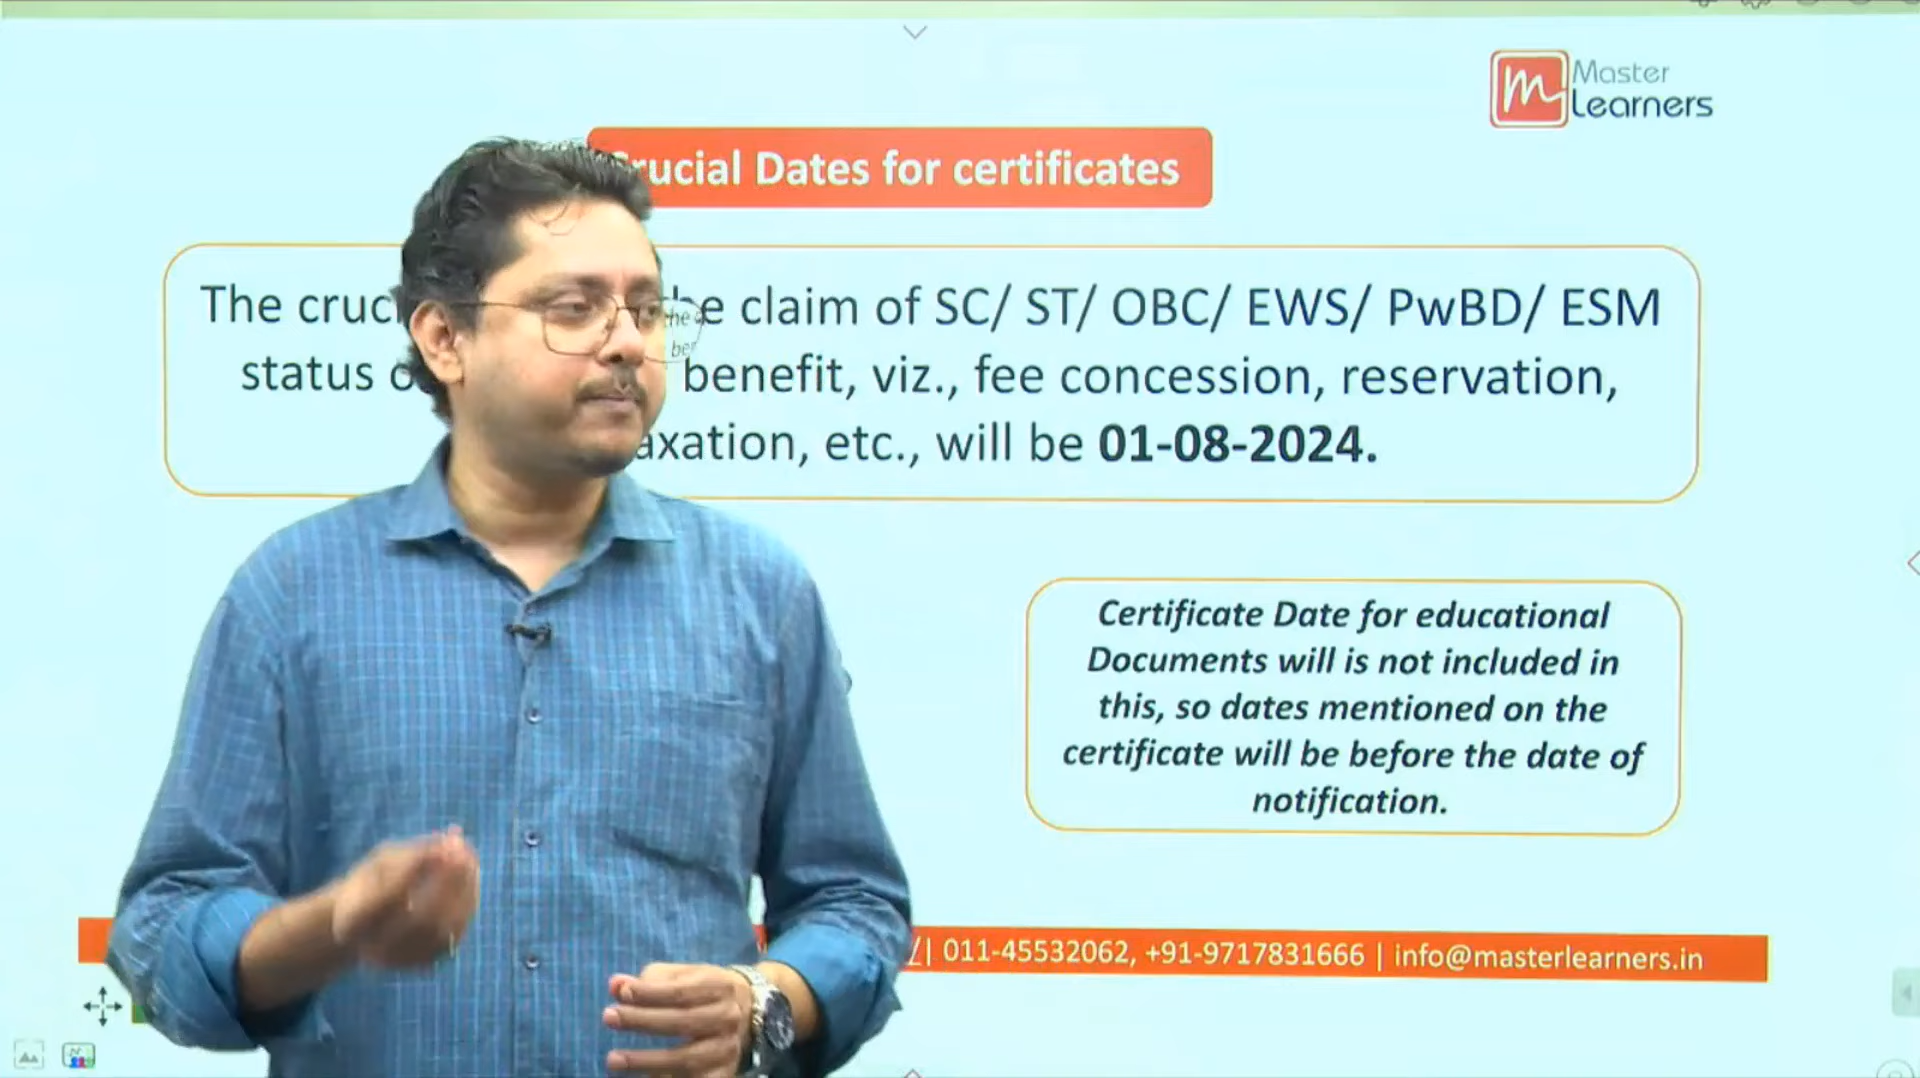 Master
Learners
rucial Dates for certificates
The cruc e claim of SC/ ST/ OBC/ EWS/ PwBD/ ESM
status o benefit, viz., fee concession, reservation,
axation, etc., will be 01-08-2024.
Certificate Date for educational
Documents will is not included in
this, so dates mentioned on the
certificate will be before the date of
notification.
| 011-45532062, +91-9717831666 | info@masterlearners.in